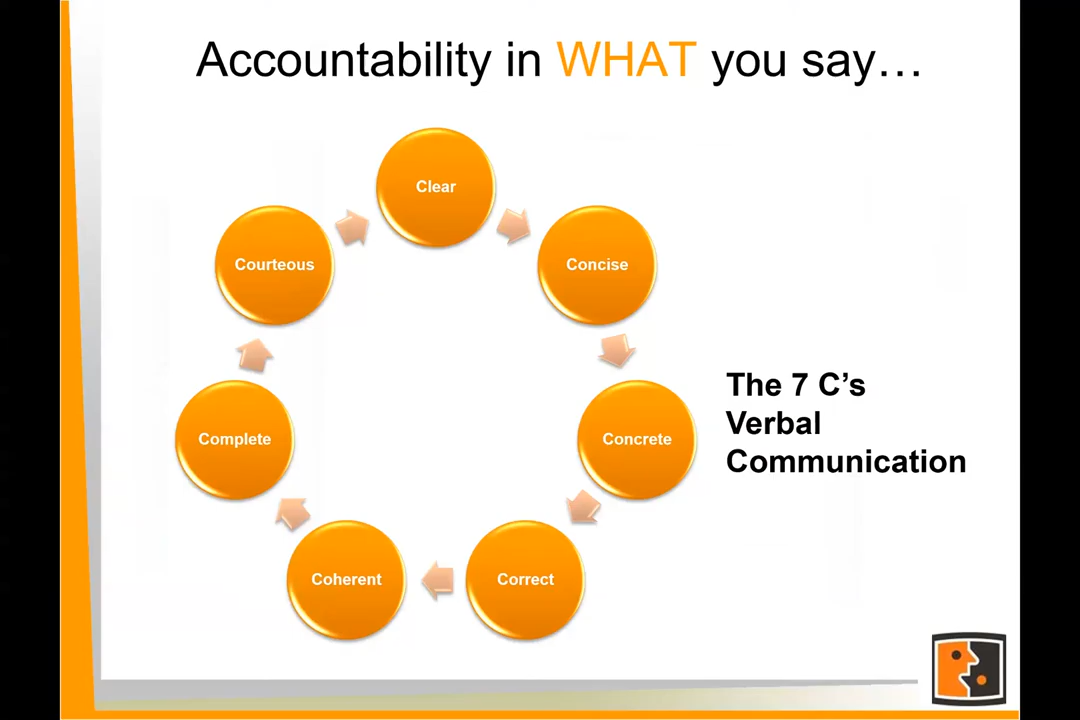 Accountability in WHAT you say…
Clear
Concise
Concrete
Correct
Coherent
Complete
Courteous
The 7 C’s
Verbal
Communication